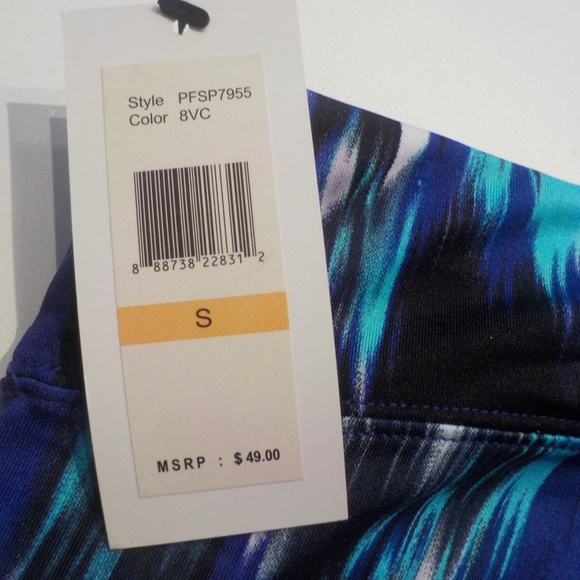 Style PFSP7955
Color 8VC
8 88738 22831 2
S
MSRP : $49.00